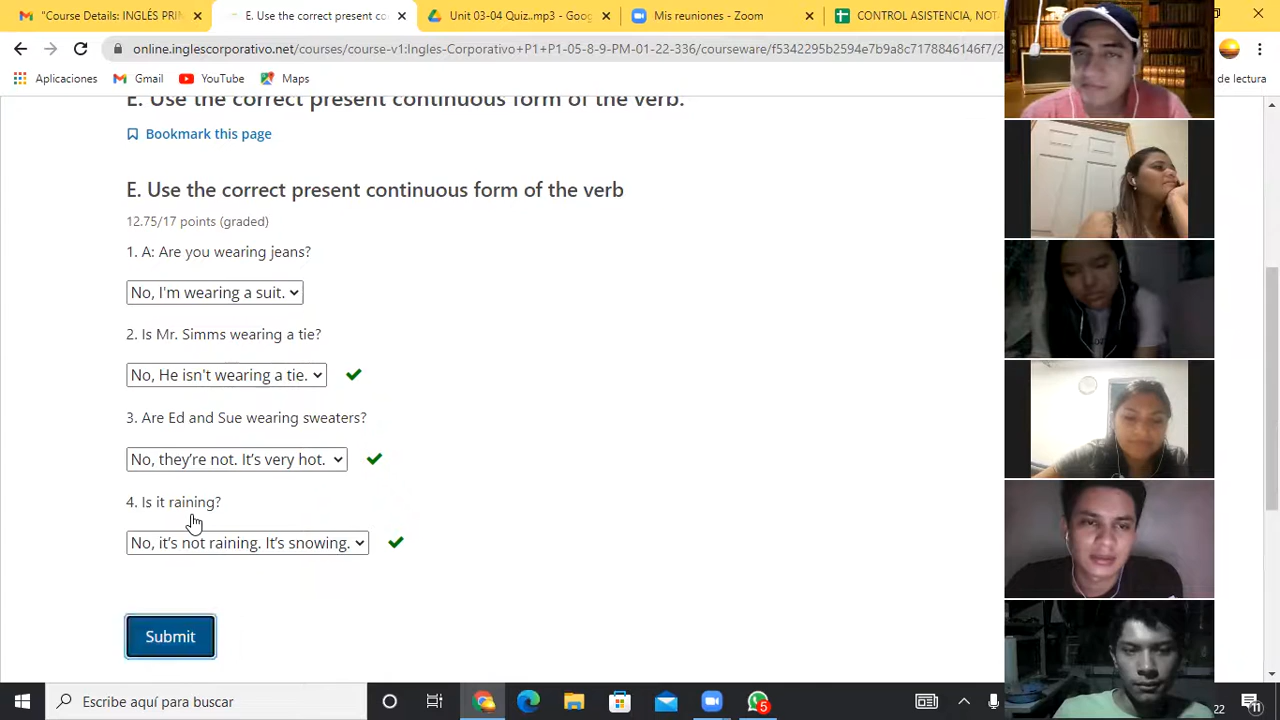 "Course Details: INGLÉS PRIN
E. Use the correct present contin
Unit 03-04 Quiz..mp3 - Goog
Mis reuniones - Zoom
CONTROL ASISTENCIA, NOT
online.inglescorporativo.net/courses/course-v1:Ingles-Corporativo+P1+P1-05-8-9-PM-01-22-336/courseware/f5342295b2594e7b9a8c7178846146f7/2
Aplicaciones
Gmail
YouTube
Maps
de lectura
E. Use the correct present continuous form of the verb.
Bookmark this page
E. Use the correct present continuous form of the verb
12.75/17 points (graded)
1. A: Are you wearing jeans?
No, I'm wearing a suit.
2. Is Mr. Simms wearing a tie?
No, He isn't wearing a tie.
3. Are Ed and Sue wearing sweaters?
No, they’re not. It’s very hot.
4. Is it raining?
No, it’s not raining. It’s snowing.
Submit
Escribe aquí para buscar
5
22
11